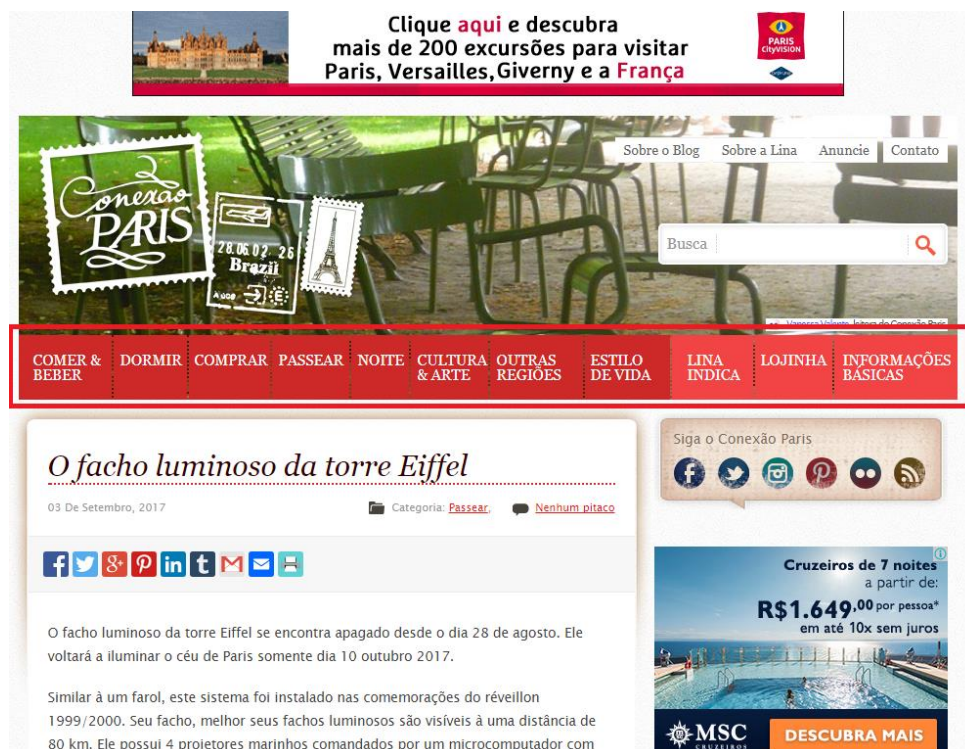 Clique aqui e descubra
mais de 200 excursões para visitar
Paris, Versailles,Giverny e a França
PARIS
CityVISION
Sobre o Blog Sobre a Lina Anuncie Contato
Conexão
PARIS
28.06.02. 26
Brazil
Busca
Vanessa Valente, leitora do Conexão Paris
COMER & BEBER
DORMIR
COMPRAR
PASSEAR
NOITE
CULTURA & ARTE
OUTRAS REGIÕES
ESTILO DE VIDA
LINA INDICA
LOJINHA
INFORMAÇÕES BÁSICAS
O facho luminoso da torre Eiffel
03 De Setembro, 2017 Categoria: Passear, Nenhum pitaco
O facho luminoso da torre Eiffel se encontra apagado desde o dia 28 de agosto. Ele
voltará a iluminar o céu de Paris somente dia 10 outubro 2017.
Similar à um farol, este sistema foi instalado nas comemorações do réveillon
1999/2000. Seu facho, melhor seus fachos luminosos são visíveis à uma distância de
80 km. Ele possui 4 projetores marinhos comandados por um microcomputador com
Siga o Conexão Paris
Cruzeiros de 7 noites
a partir de:
R$1.649,00 por pessoa*
em até 10x sem juros
MSC
CRUZEIROS
DESCUBRA MAIS